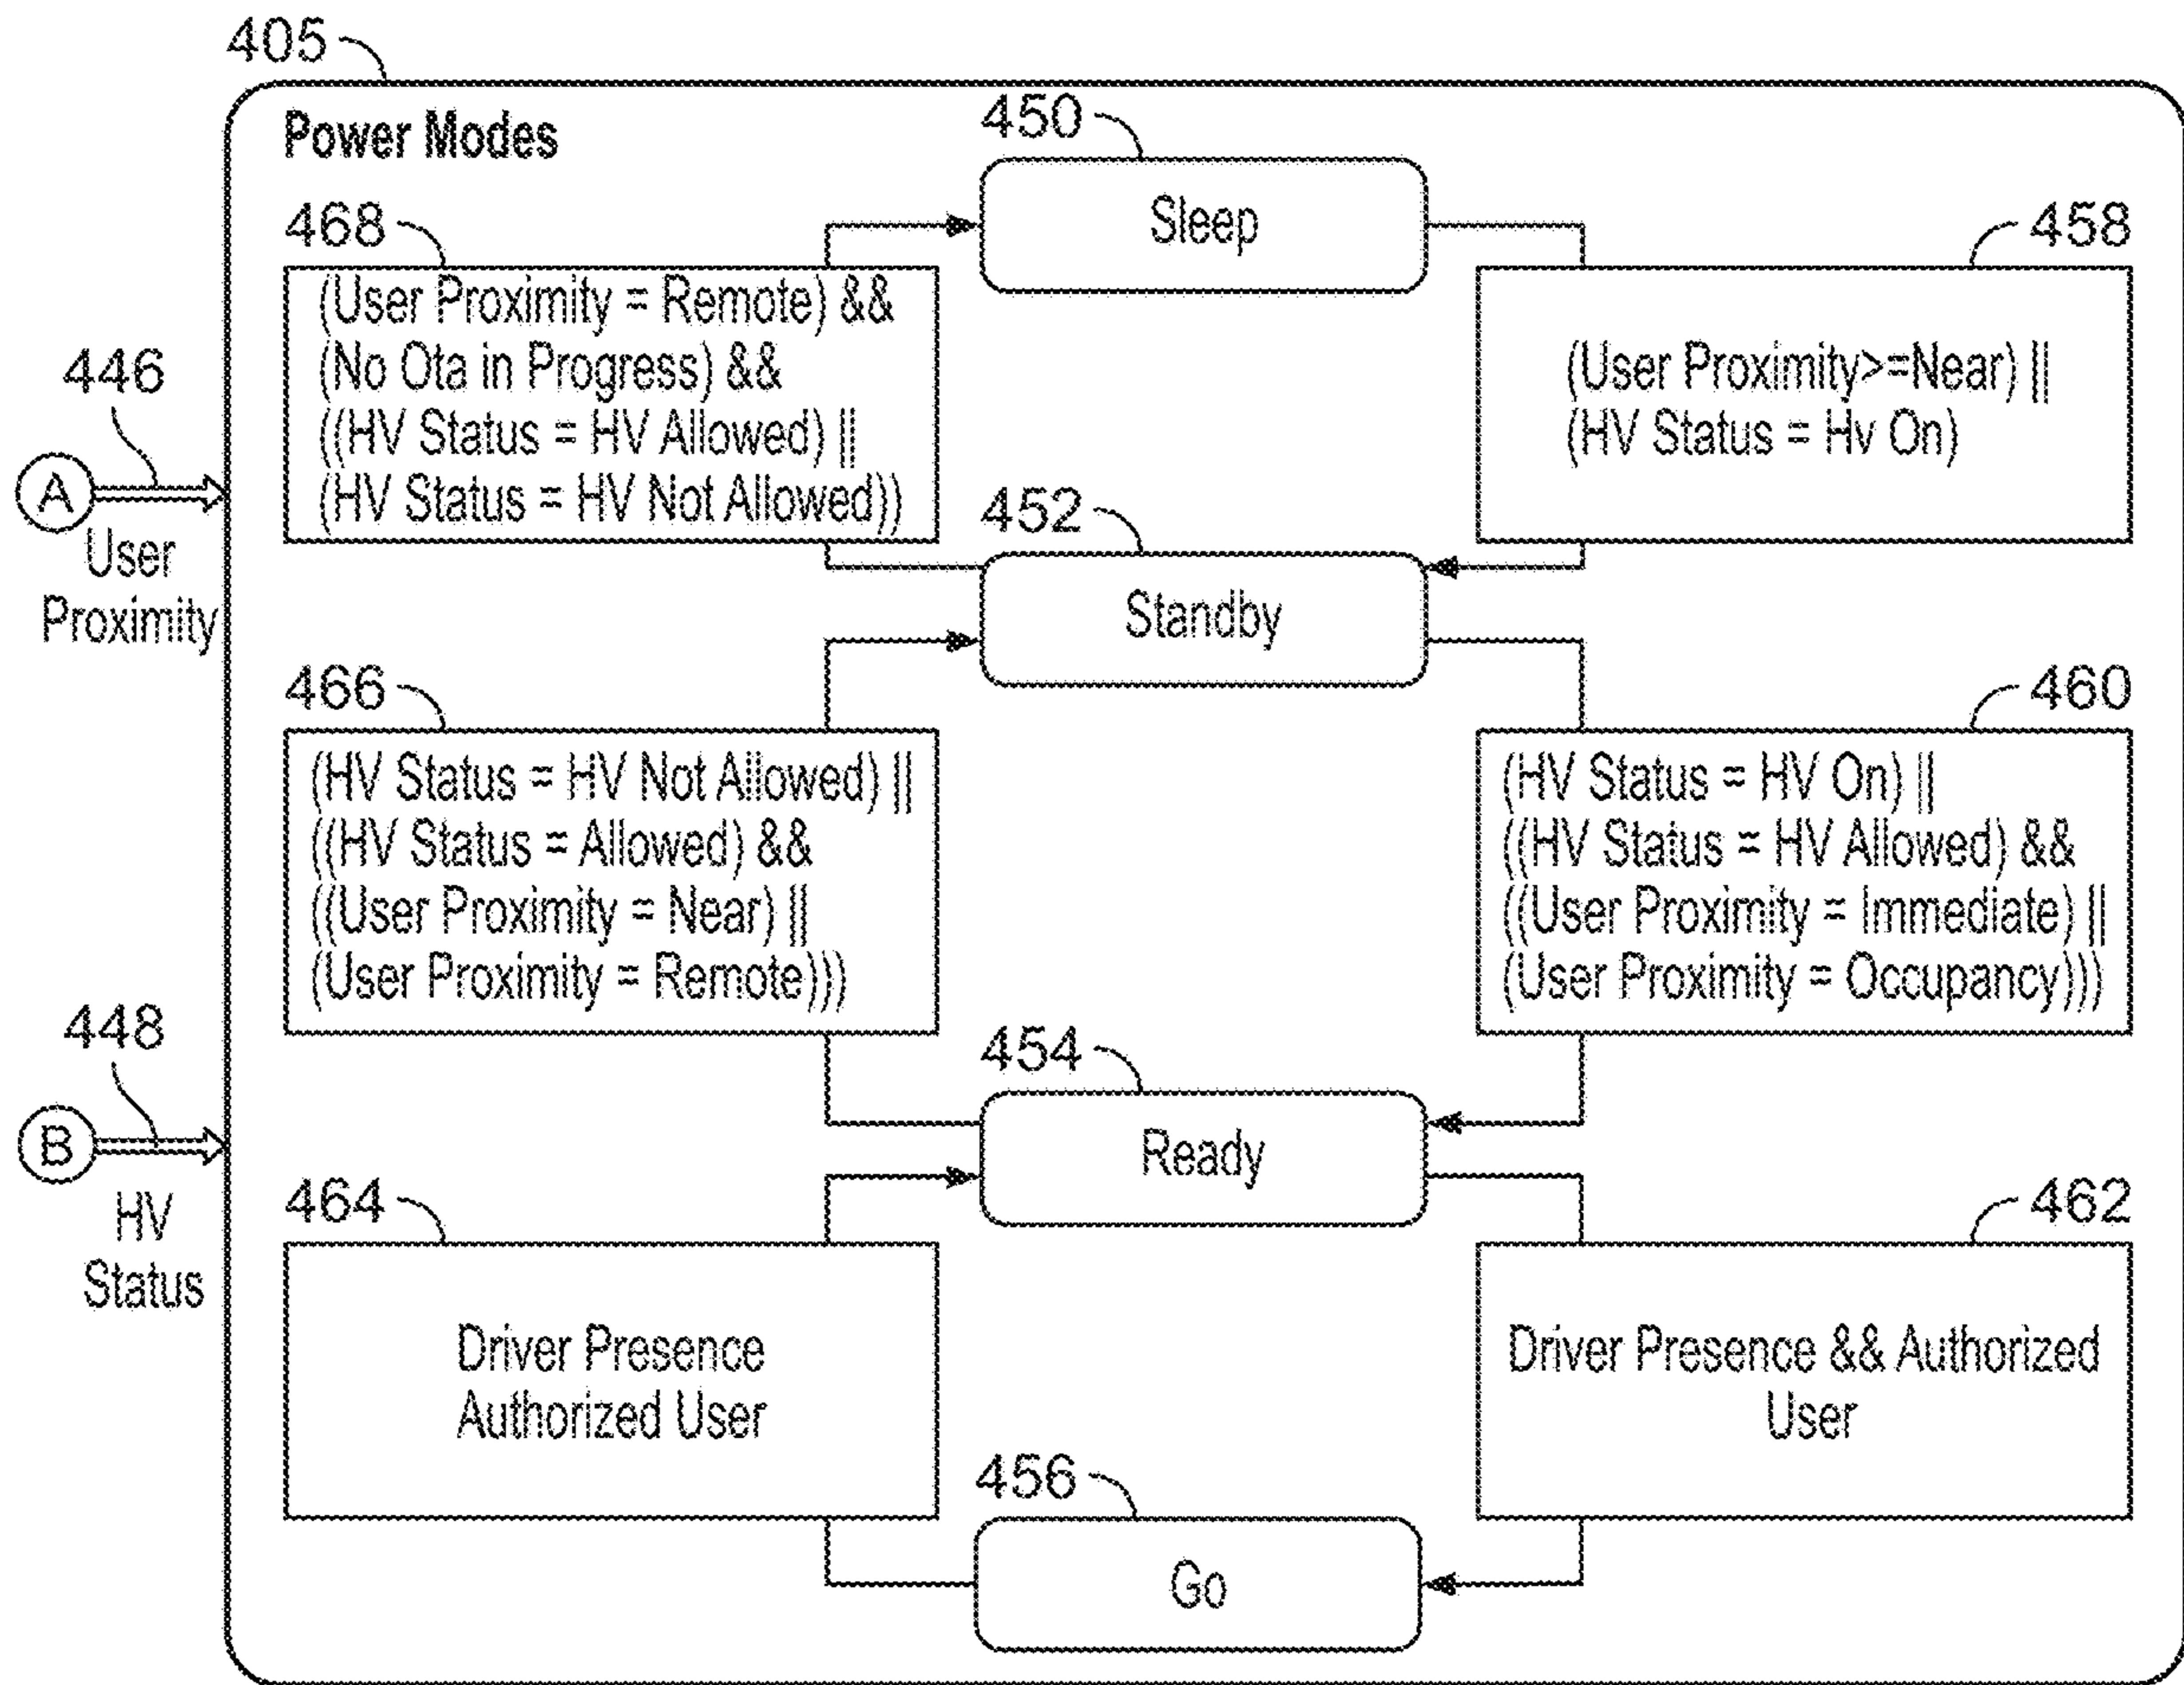 405
Power Modes
450
Sleep
468
(User Proximity = Remote) &&
(No Ota in Progress) &&
((HV Status = HV Allowed) ||
(HV Status = HV Not Allowed))
458
(User Proximity>=Near) ||
(HV Status = Hv On)
446
A
User
Proximity
452
Standby
466
(HV Status = HV Not Allowed) ||
((HV Status = Allowed) &&
((User Proximity = Near) ||
(User Proximity = Remote)))
460
(HV Status = HV On) ||
((HV Status = HV Allowed) &&
((User Proximity = Immediate) ||
(User Proximity = Occupancy)))
448
B
HV
Status
454
Ready
464
Driver Presence
Authorized User
462
Driver Presence && Authorized
User
456
Go